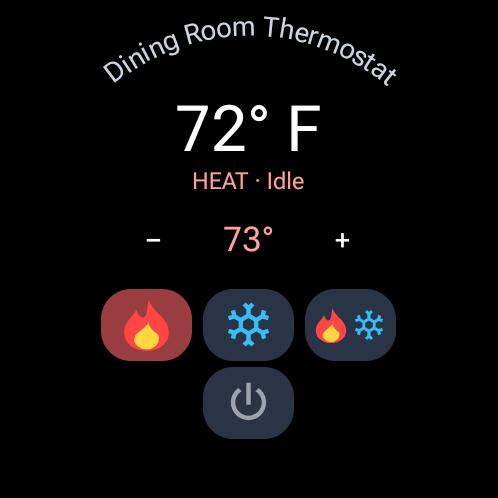 Dining Room Thermostat
72° F
HEAT · Idle
− 73° +